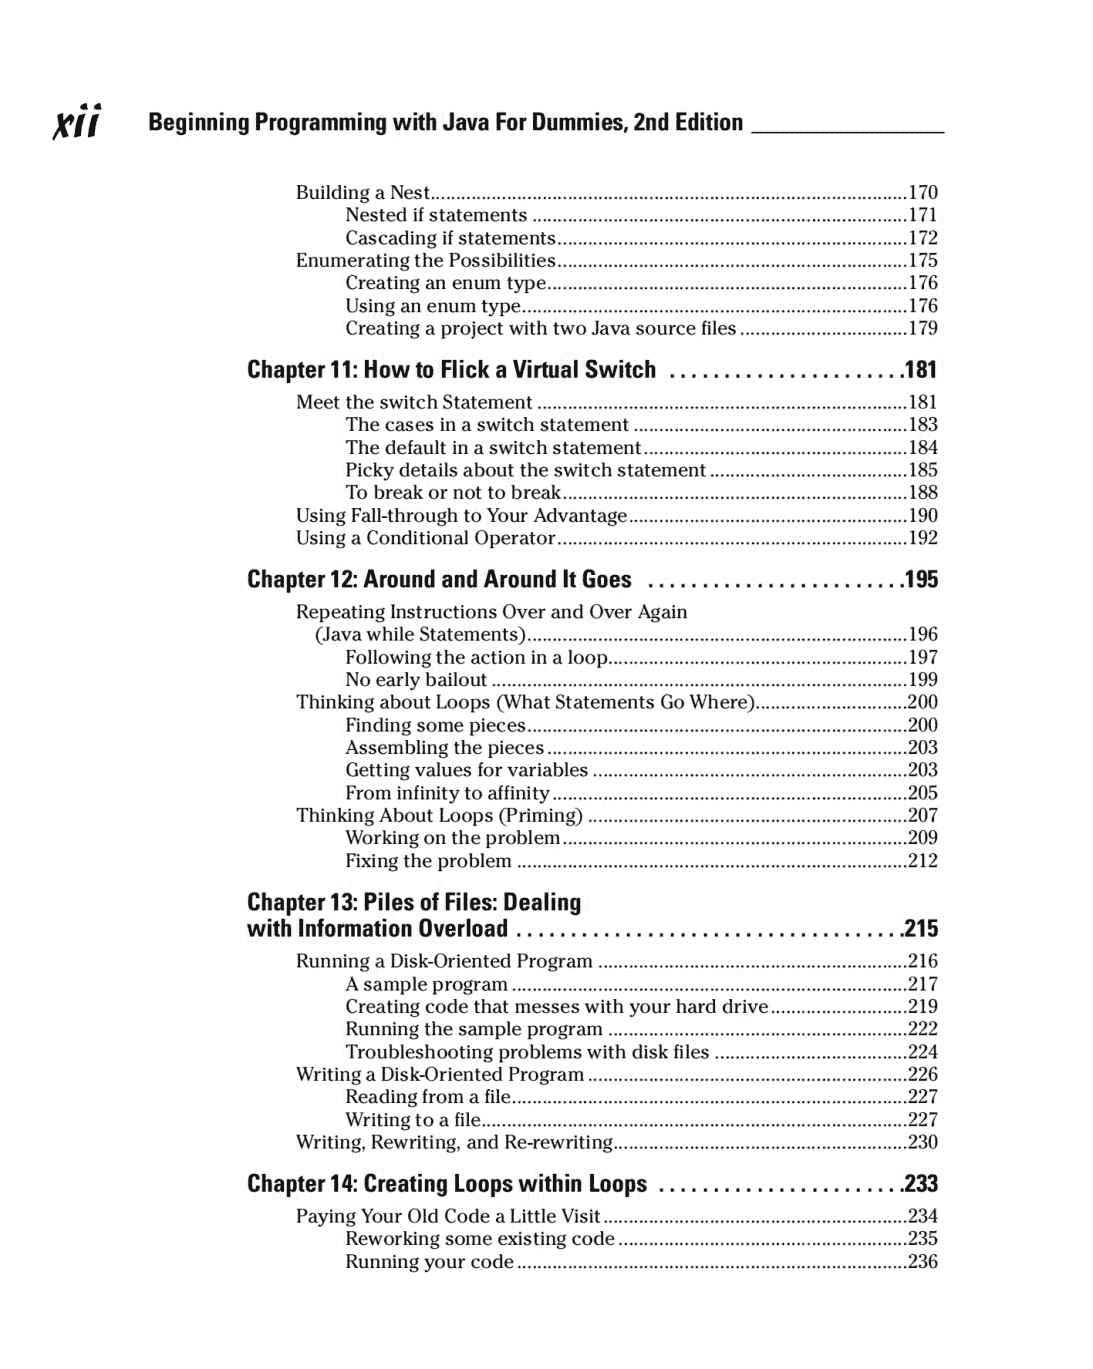 xii Beginning Programming with Java For Dummies, 2nd Edition
Building a Nest.....170
Nested if statements.....171
Cascading if statements.....172
Enumerating the Possibilities.....175
Creating an enum type.....176
Using an enum type.....176
Creating a project with two Java source files.....179
Chapter 11: How to Flick a Virtual Switch . . . . .181
Meet the switch Statement.....181
The cases in a switch statement.....183
The default in a switch statement.....184
Picky details about the switch statement.....185
To break or not to break.....188
Using Fall-through to Your Advantage.....190
Using a Conditional Operator.....192
Chapter 12: Around and Around It Goes . . . . .195
Repeating Instructions Over and Over Again
(Java while Statements).....196
Following the action in a loop.....197
No early bailout.....199
Thinking about Loops (What Statements Go Where).....200
Finding some pieces.....200
Assembling the pieces.....203
Getting values for variables.....203
From infinity to affinity.....205
Thinking About Loops (Priming).....207
Working on the problem.....209
Fixing the problem.....212
Chapter 13: Piles of Files: Dealing
with Information Overload . . . . .215
Running a Disk-Oriented Program.....216
A sample program.....217
Creating code that messes with your hard drive.....219
Running the sample program.....222
Troubleshooting problems with disk files.....224
Writing a Disk-Oriented Program.....226
Reading from a file.....227
Writing to a file.....227
Writing, Rewriting, and Re-rewriting.....230
Chapter 14: Creating Loops within Loops . . . . .233
Paying Your Old Code a Little Visit.....234
Reworking some existing code.....235
Running your code.....236